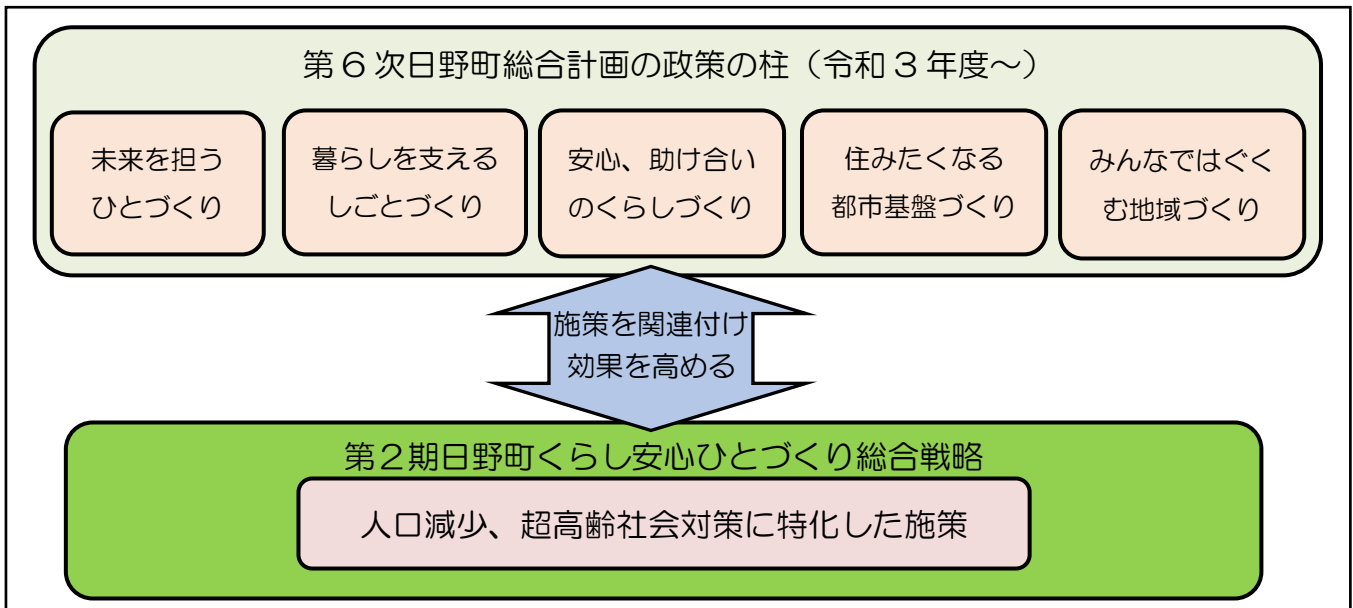 第6次日野町総合計画の政策の柱（令和3年度～）
未来を担う
ひとづくり
暮らしを支える
しごとづくり
安心、助け合い
のくらしづくり
住みたくなる
都市基盤づくり
みんなではぐく
む地域づくり
施策を関連付け
効果を高める
第２期日野町くらし安心ひとづくり総合戦略
人口減少、超高齢社会対策に特化した施策